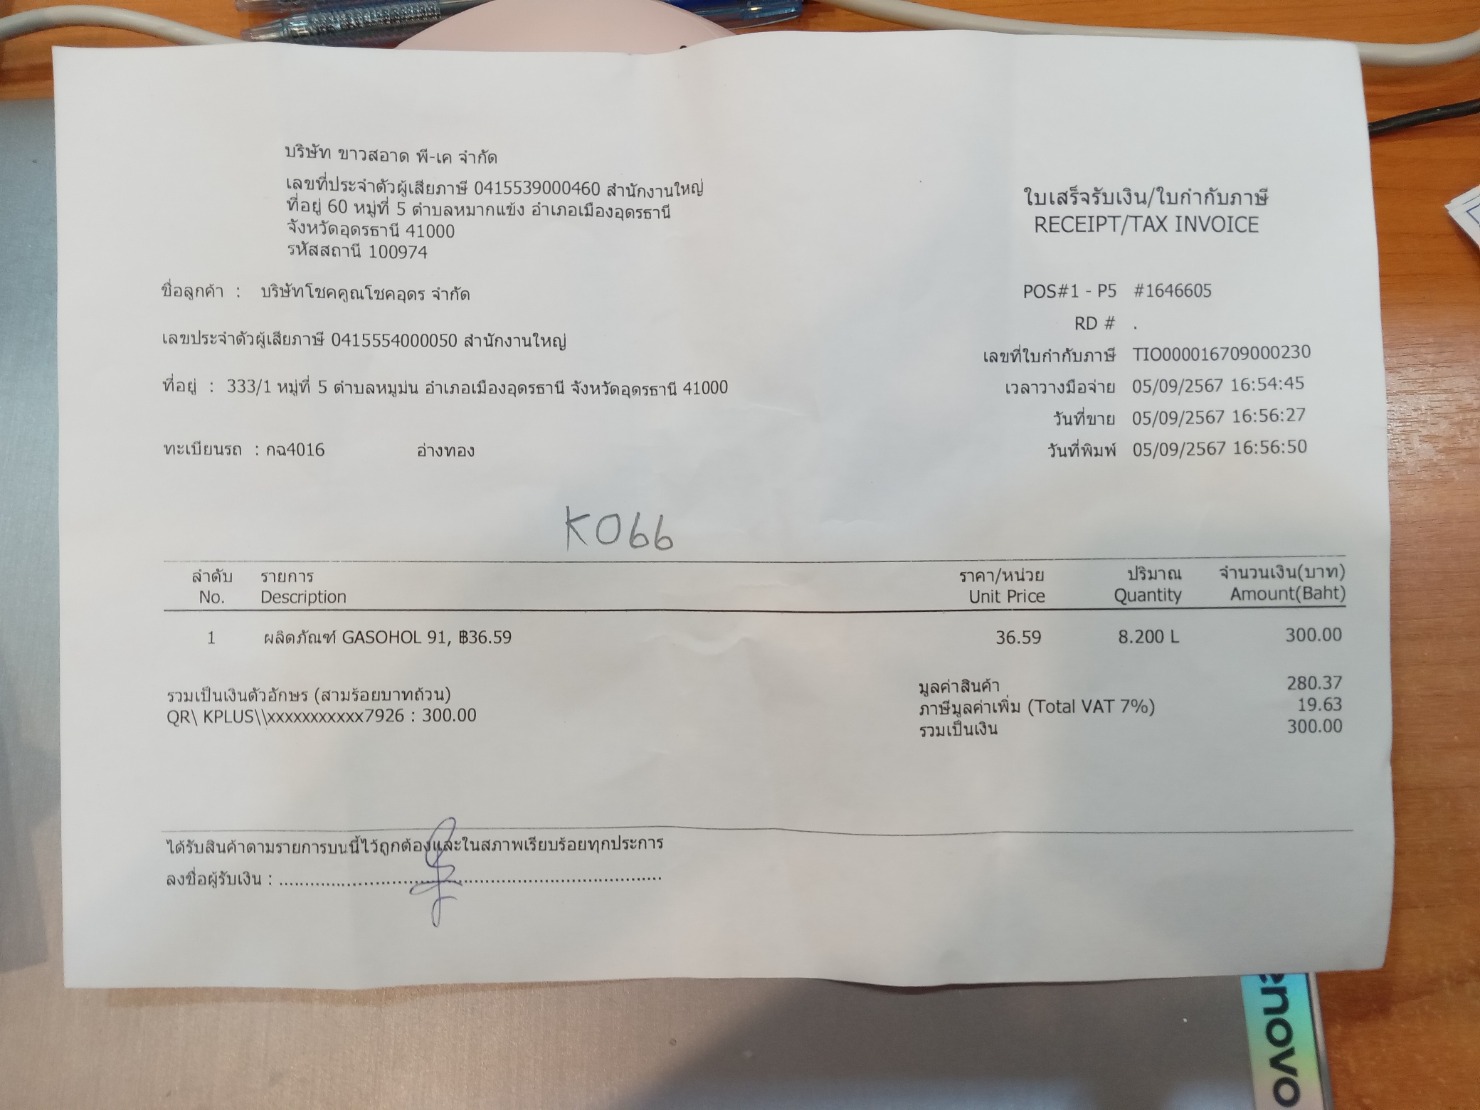 บริษัท ขาวสอาด พี-เค จำกัด
เลขที่ประจำตัวผู้เสียภาษี 0415539000460 สำนักงานใหญ่
ที่อยู่ 60 หมู่ที่ 5 ตำบลหมากแข้ง อำเภอเมืองอุดรธานี
จังหวัดอุดรธานี 41000
รหัสสถานี 100974
ใบเสร็จรับเงิน/ใบกำกับภาษี
RECEIPT/TAX INVOICE
ชื่อลูกค้า : บริษัทโชคคูณโชคอุดร จำกัด
เลขประจำตัวผู้เสียภาษี 0415554000050 สำนักงานใหญ่
ที่อยู่ : 333/1 หมู่ที่ 5 ตำบลหมูม่น อำเภอเมืองอุดรธานี จังหวัดอุดรธานี 41000
ทะเบียนรถ : กฉ4016 อ่างทอง
POS#1 - P5 #1646605
RD # .
เลขที่ใบกำกับภาษี TIO000016709000230
เวลาวางมือจ่าย 05/09/2567 16:54:45
วันที่ขาย 05/09/2567 16:56:27
วันที่พิมพ์ 05/09/2567 16:56:50
K066
ลำดับ รายการ ราคา/หน่วย ปริมาณ จำนวนเงิน(บาท)
No. Description Unit Price Quantity Amount(Baht)
1 ผลิตภัณฑ์ GASOHOL 91, ฿36.59 36.59 8.200 L 300.00
รวมเป็นเงินตัวอักษร (สามร้อยบาทถ้วน)
QR\ KPLUS\\xxxxxxxxxxx7926 : 300.00
มูลค่าสินค้า 280.37
ภาษีมูลค่าเพิ่ม (Total VAT 7%) 19.63
รวมเป็นเงิน 300.00
ได้รับสินค้าตามรายการบนนี้ไว้ถูกต้องและในสภาพเรียบร้อยทุกประการ
ลงชื่อผู้รับเงิน : ........................................................................
enovo